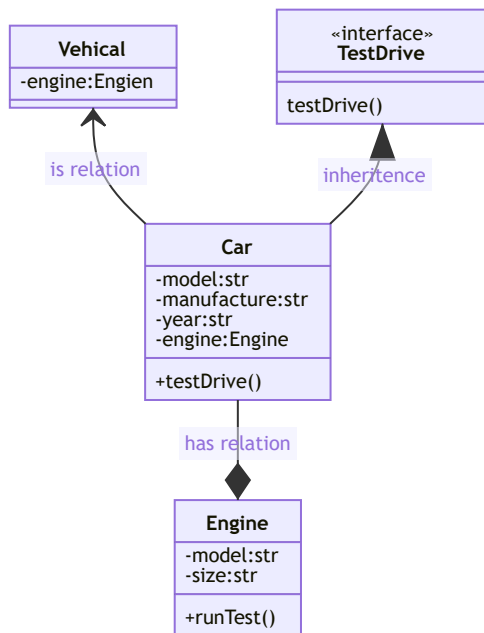 Vehical
-engine:Engien
«interface»
TestDrive
testDrive()
is relation
inheritence
Car
-model:str
-manufacture:str
-year:str
-engine:Engine
+testDrive()
has relation
Engine
-model:str
-size:str
+runTest()